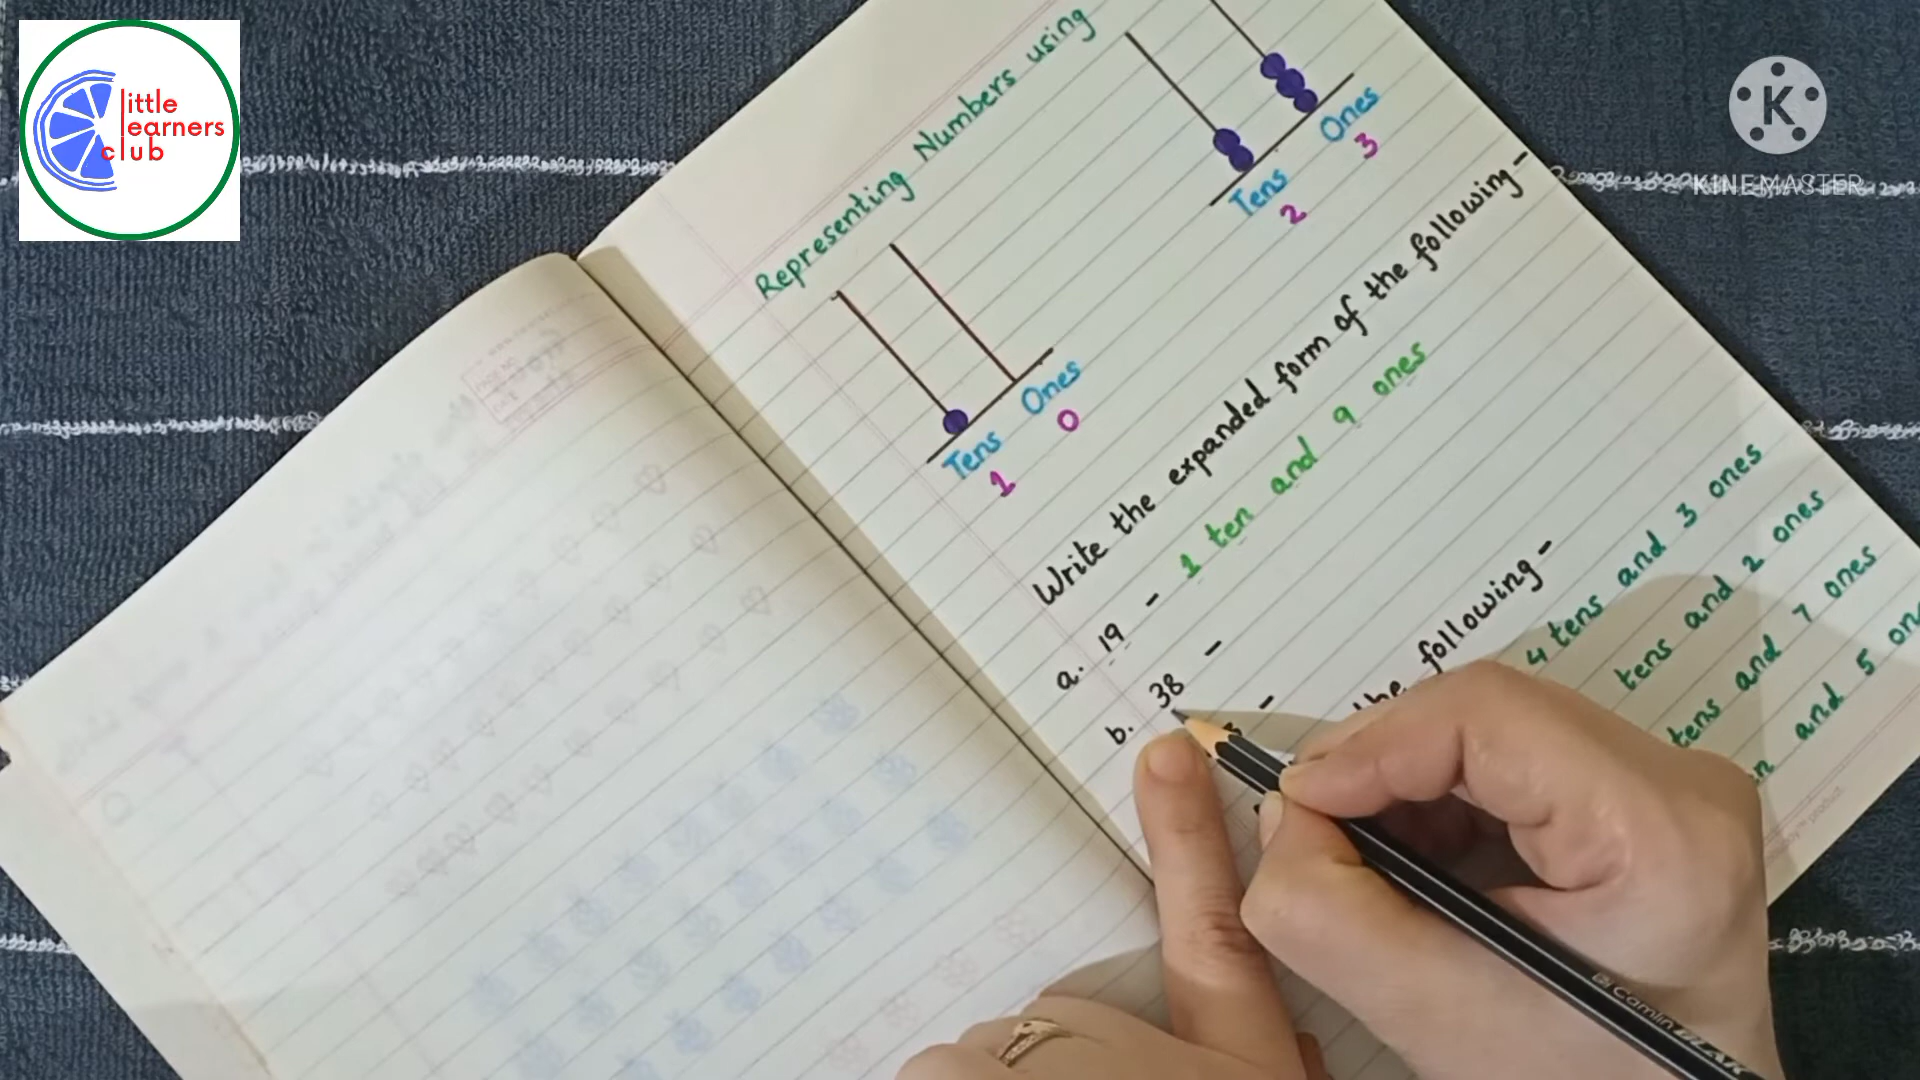 little
learners
club
K
KINEMASTER
Representing Numbers using
Tens Ones
1 0
Tens Ones
2 3
Write the expanded form of the following -
a. 19 - 1 ten and 9 ones
b. 38 -
-
the following -
4 tens and 3 ones
tens and 2 ones
tens and 7 ones
and 5
Camlin